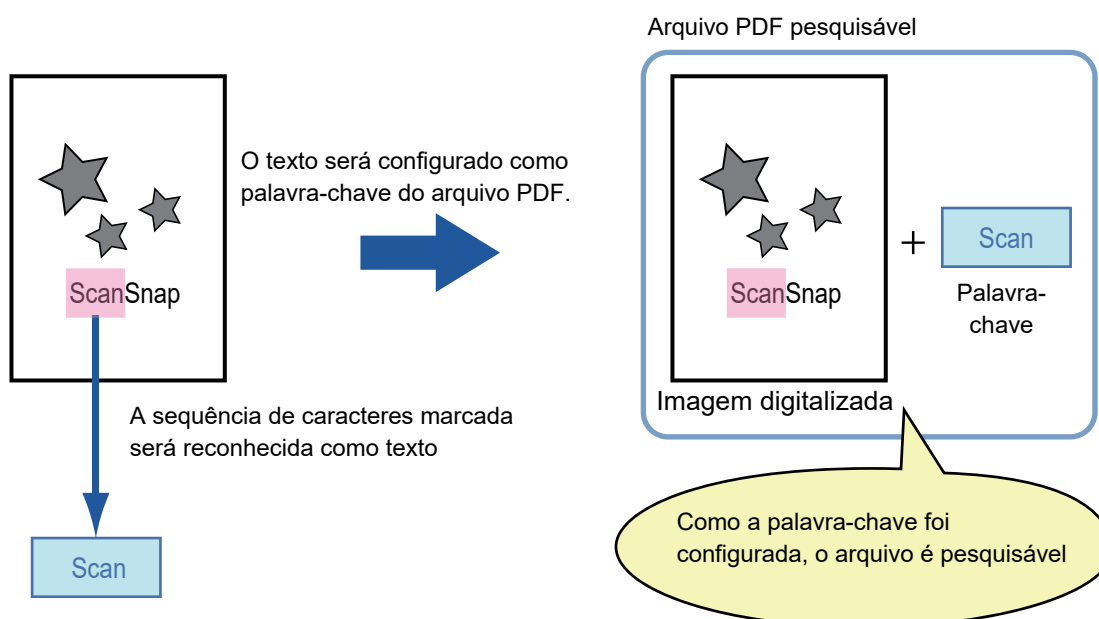 Arquivo PDF pesquisável
O texto será configurado como
palavra-chave do arquivo PDF.
ScanSnap
A sequência de caracteres marcada
será reconhecida como texto
Scan
ScanSnap
+
Scan
Palavra-
chave
Imagem digitalizada
Como a palavra-chave foi
configurada, o arquivo é pesquisável